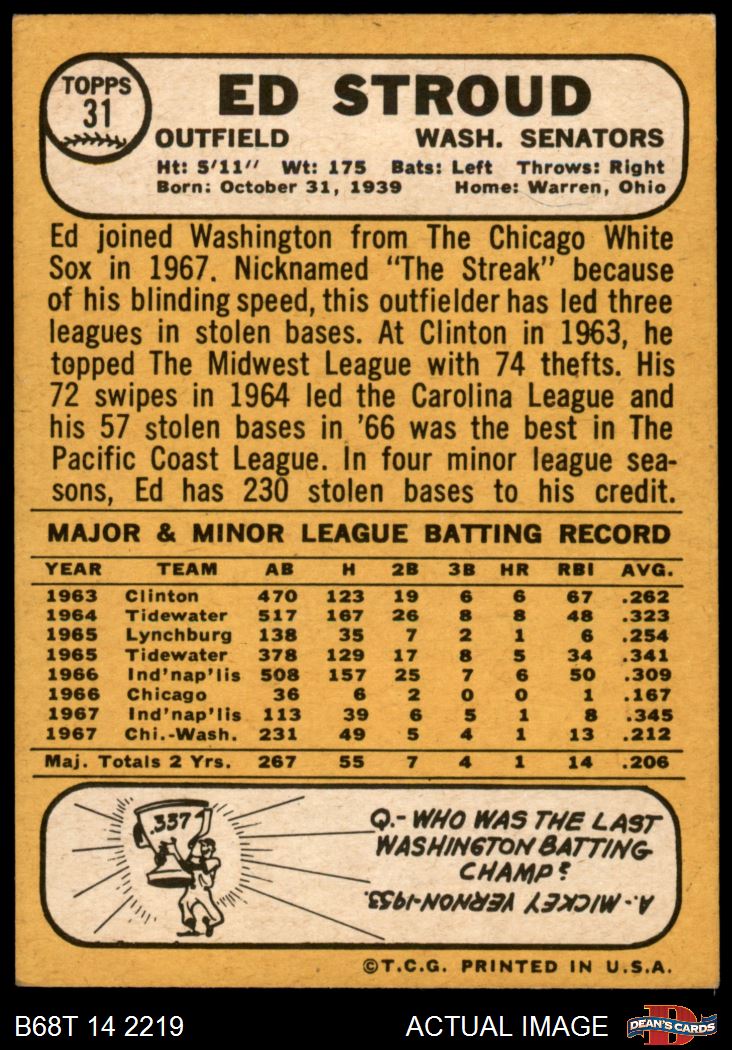 TOPPS
31
ED STROUD
OUTFIELD WASH. SENATORS
Ht: 5'11" Wt: 175 Bats: Left Throws: Right
Born: October 31, 1939 Home: Warren, Ohio
Ed joined Washington from The Chicago White
Sox in 1967. Nicknamed "The Streak" because
of his blinding speed, this outfielder has led three
leagues in stolen bases. At Clinton in 1963, he
topped The Midwest League with 74 thefts. His
72 swipes in 1964 led the Carolina League and
his 57 stolen bases in '66 was the best in The
Pacific Coast League. In four minor league sea-
sons, Ed has 230 stolen bases to his credit.
MAJOR & MINOR LEAGUE BATTING RECORD
YEAR TEAM AB H 2B 3B HR RBI AVG.
1963 Clinton 470 123 19 6 6 67 .262
1964 Tidewater 517 167 26 8 8 48 .323
1965 Lynchburg 138 35 7 2 1 6 .254
1965 Tidewater 378 129 17 8 5 34 .341
1966 Ind'nap'lis 508 157 25 7 6 50 .309
1966 Chicago 36 6 2 0 0 1 .167
1967 Ind'nap'lis 113 39 6 5 1 8 .345
1967 Chi.-Wash. 231 49 5 4 1 13 .212
Maj. Totals 2 Yrs. 267 55 7 4 1 14 .206
.337
Q.- WHO WAS THE LAST
WASHINGTON BATTING
CHAMP?
A.- MICKEY VERNON-1953.
©T.C.G. PRINTED IN U.S.A.
B68T 14 2219 ACTUAL IMAGE
D
DEAN'S CARDS